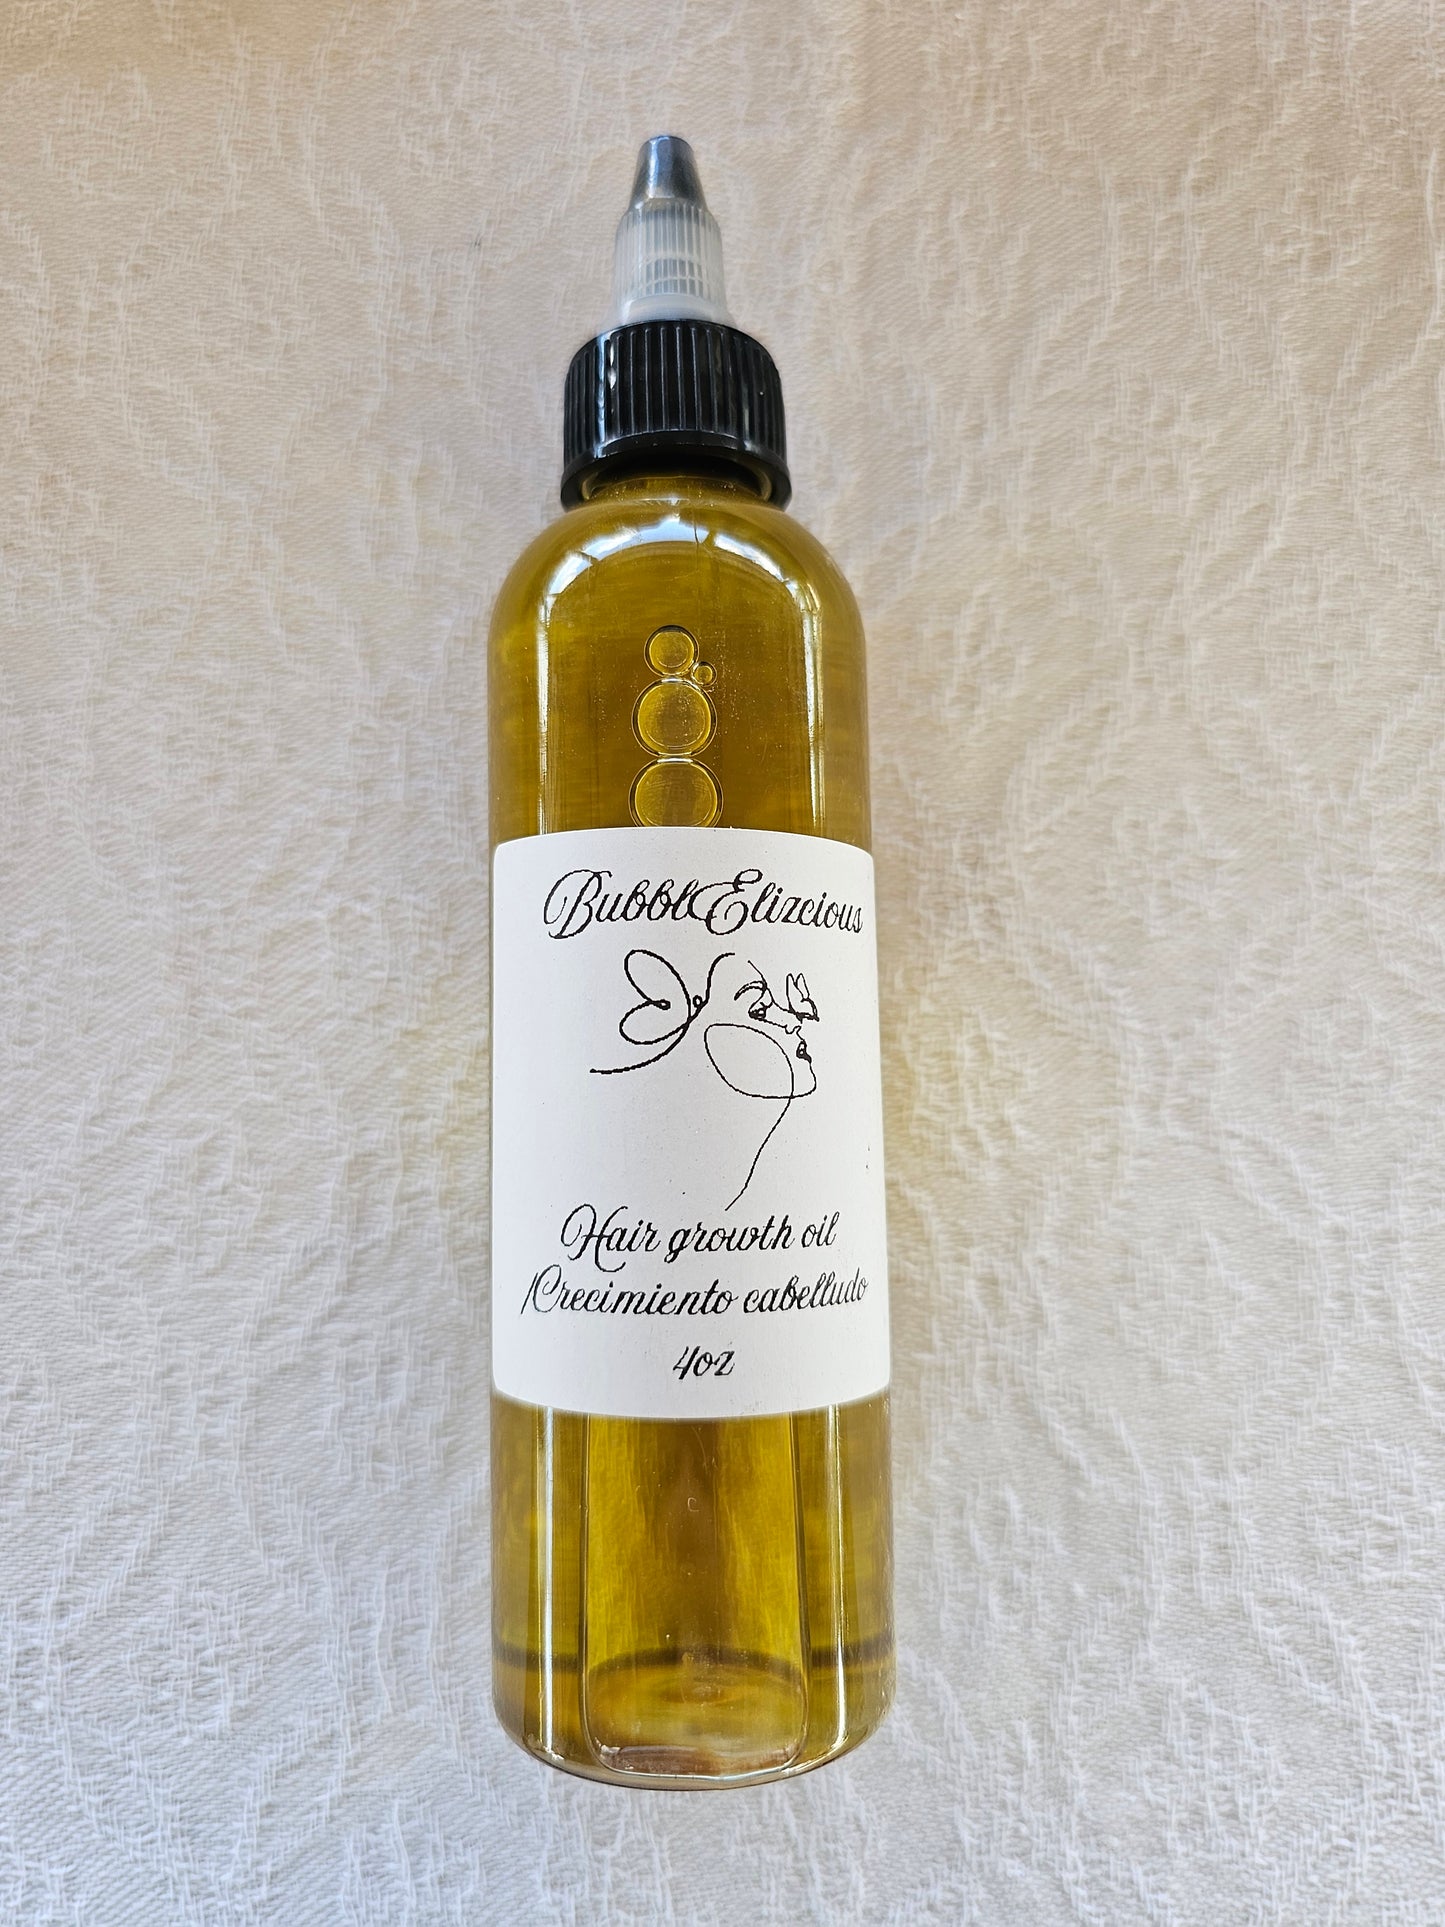 BubblElizcious
Hair growth oil
/Crecimiento cabelludo
4oz